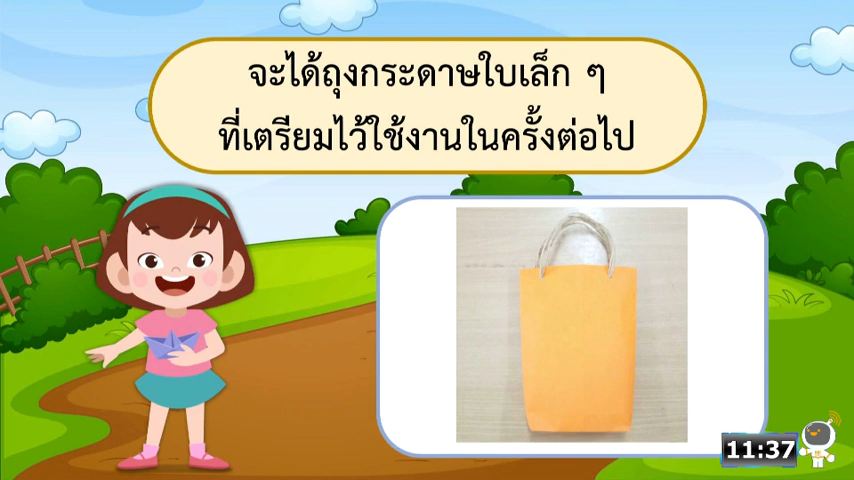 จะได้ถุงกระดาษใบเล็ก ๆ
ที่เตรียมไว้ใช้งานในครั้งต่อไป
11:37